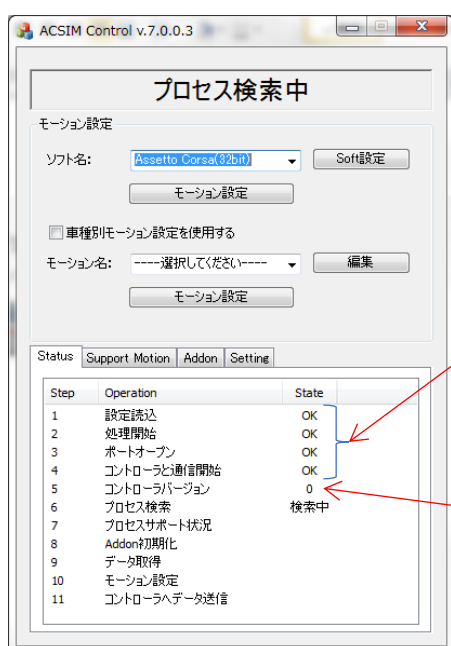 ACSIM Control v.7.0.0.3
プロセス検索中
モーション設定
ソフト名: Assetto Corsa(32bit) Soft設定
モーション設定
車種別モーション設定を使用する
モーション名: ----選択してください---- 編集
モーション設定
Status Support Motion Addon Setting
Step Operation State
1 設定読込 OK
2 処理開始 OK
3 ポートオープン OK
4 コントローラと通信開始 OK
5 コントローラバージョン 0
6 プロセス検索 検索中
7 プロセスサポート状況
8 Addon初期化
9 データ取得
10 モーション設定
11 コントローラへデータ送信